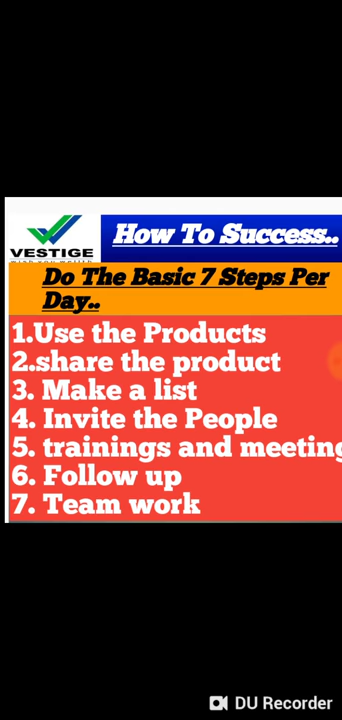 VESTIGE
How To Success..
Do The Basic 7 Steps Per
Day..
1.Use the Products
2.share the product
3. Make a list
4. Invite the People
5. trainings and meeting
6. Follow up
7. Team work
DU Recorder